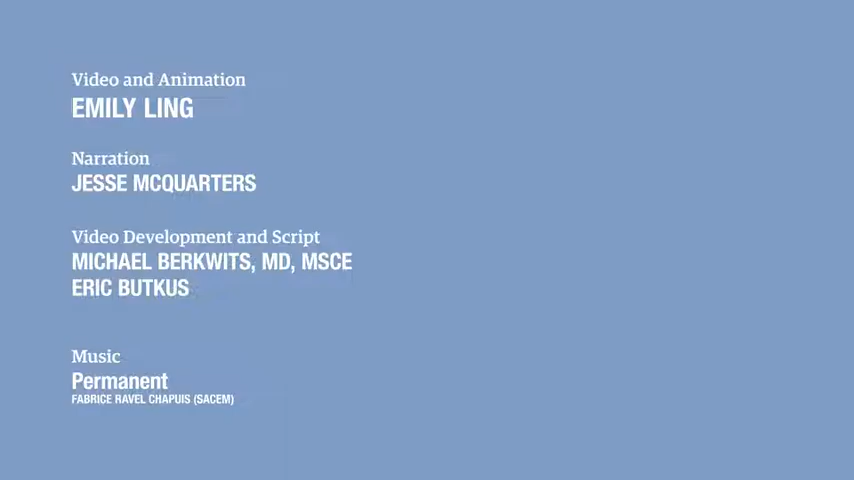 Video and Animation
EMILY LING
Narration
JESSE MCQUARTERS
Video Development and Script
MICHAEL BERKWITS, MD, MSCE
ERIC BUTKUS
Music
Permanent
FABRICE RAVEL CHAPUIS (SACEM)